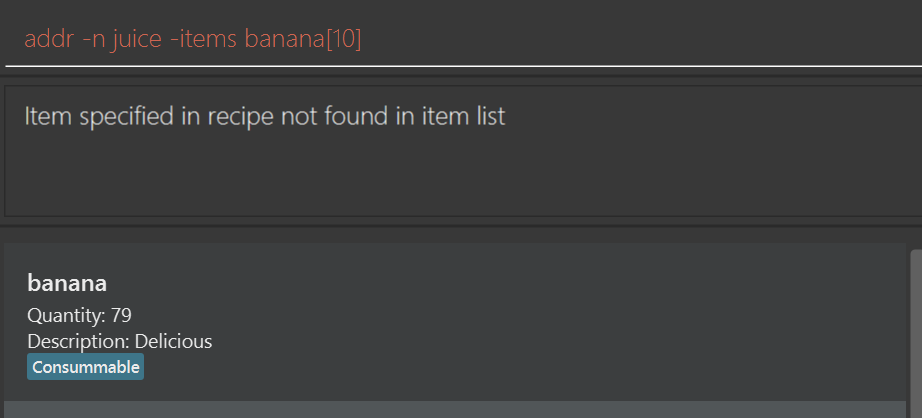 addr -n juice -items banana[10]
Item specified in recipe not found in item list
banana
Quantity: 79
Description: Delicious
Consummable